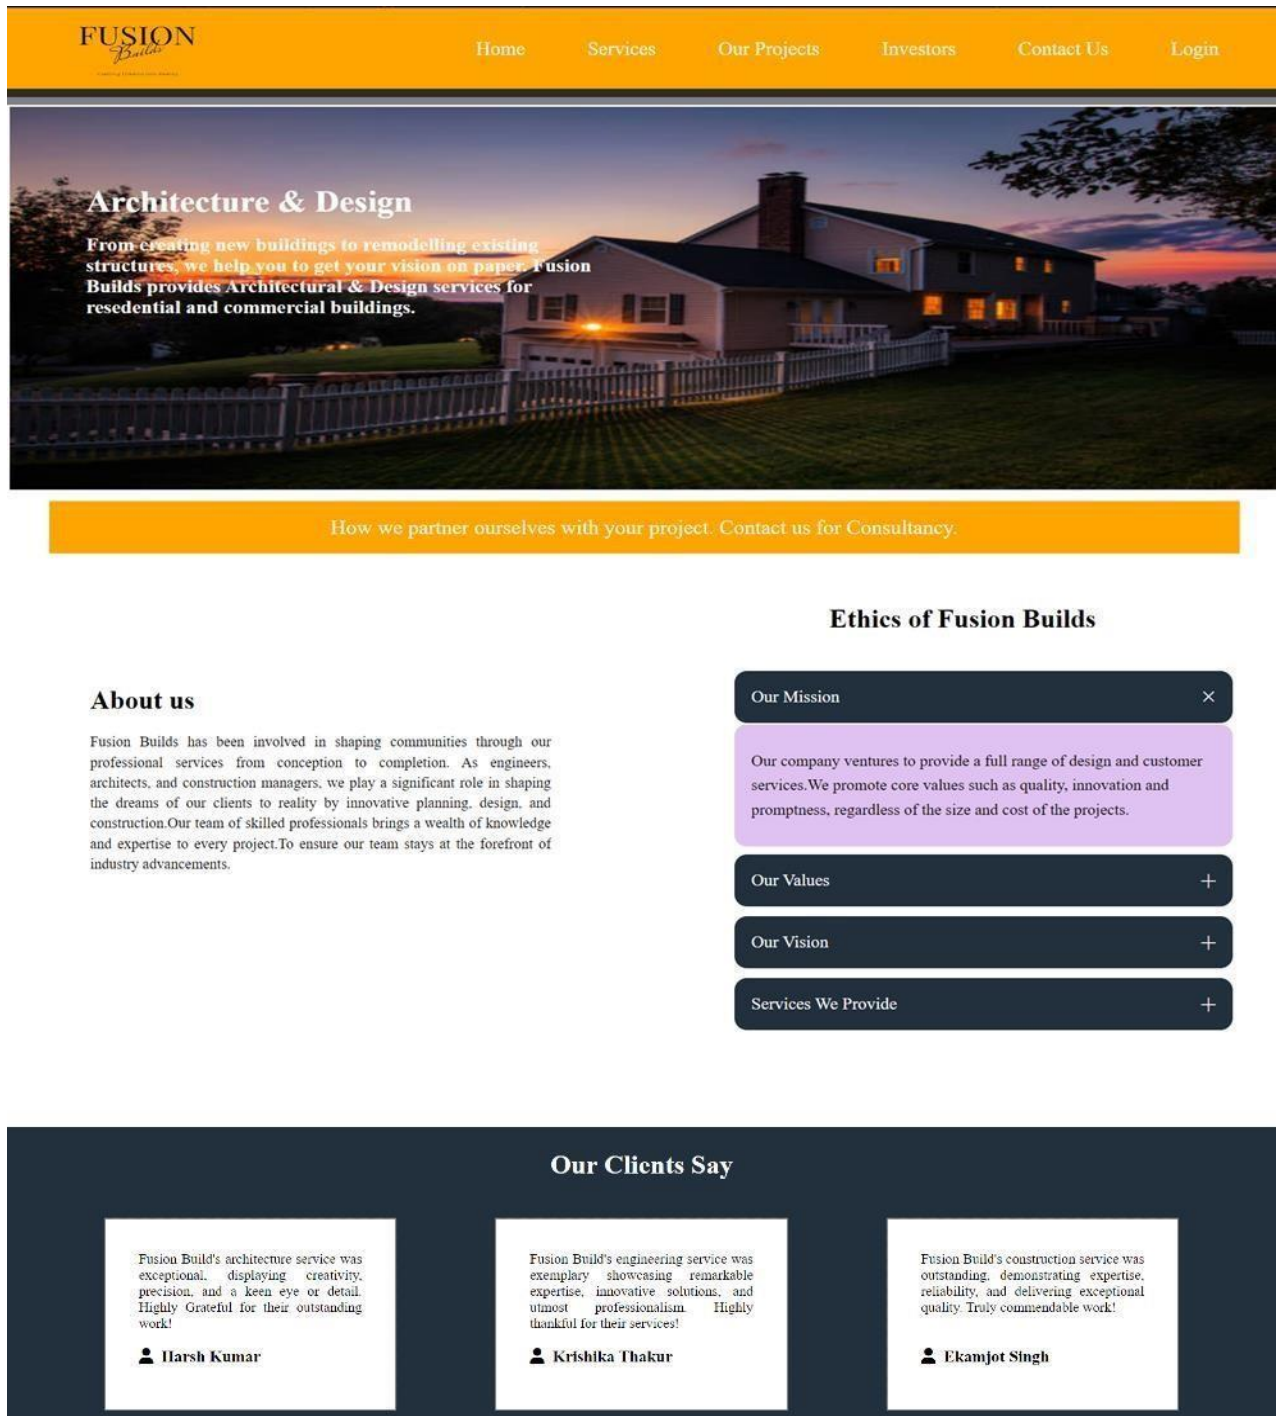 FUSION
Builds
Home Services Our Projects Investors Contact Us Login
Architecture & Design
From creating new buildings to remodelling existing
structures, we help you to get your vision on paper. Fusion
Builds provides Architectural & Design services for
resedential and commercial buildings.
How we partner ourselves with your project. Contact us for Consultancy.
About us
Fusion Builds has been involved in shaping communities through our
professional services from conception to completion. As engineers,
architects, and construction managers, we play a significant role in shaping
the dreams of our clients to reality by innovative planning, design, and
construction.Our team of skilled professionals brings a wealth of knowledge
and expertise to every project.To ensure our team stays at the forefront of
industry advancements.
Ethics of Fusion Builds
Our Mission
Our company ventures to provide a full range of design and customer
services.We promote core values such as quality, innovation and
promptness, regardless of the size and cost of the projects.
Our Values
Our Vision
Services We Provide
Our Clients Say
Fusion Build's architecture service was
exceptional, displaying creativity,
precision, and a keen eye or detail.
Highly Grateful for their outstanding
work!
Harsh Kumar
Fusion Build's engineering service was
exemplary showcasing remarkable
expertise, innovative solutions, and
utmost professionalism. Highly
thankful for their services!
Krishika Thakur
Fusion Build's construction service was
outstanding, demonstrating expertise,
reliability, and delivering exceptional
quality. Truly commendable work!
Ekamjot Singh